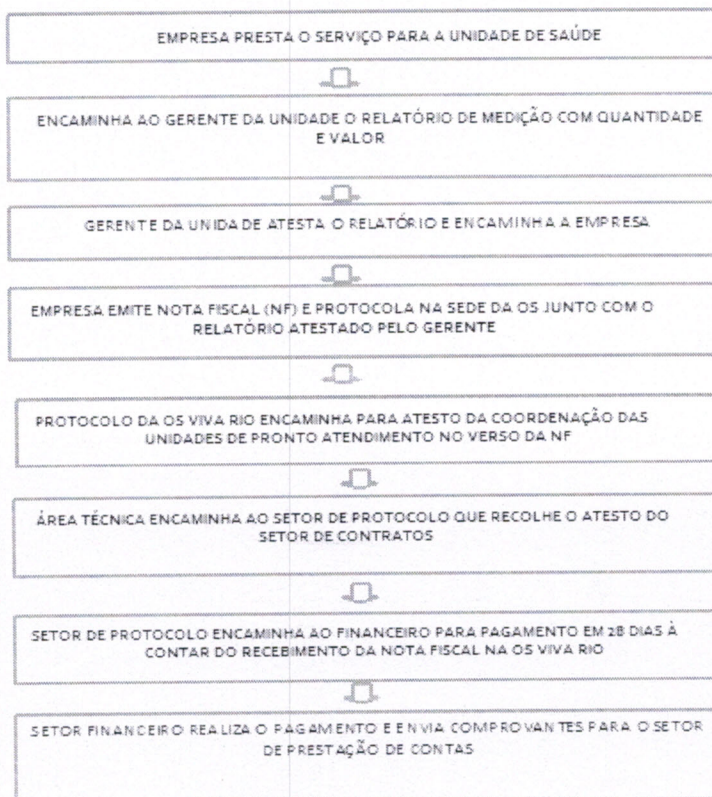 EMPRESA PRESTA O SERVIÇO PARA A UNIDADE DE SAÚDE
ENCAMINHA AO GERENTE DA UNIDADE O RELATÓRIO DE MEDIÇÃO COM QUANTIDADE
E VALOR
GERENTE DA UNIDADE ATESTA O RELATÓRIO E ENCAMINHA A EMPRESA
EMPRESA EMITE NOTA FISCAL (NF) E PROTOCOLA NA SEDE DA OS JUNTO COM O
RELATÓRIO ATESTADO PELO GERENTE
PROTOCOLO DA OS VIVA RIO ENCAMINHA PARA ATESTO DA COORDENAÇÃO DAS
UNIDADES DE PRONTO ATENDIMENTO NO VERSO DA NF
ÁREA TÉCNICA ENCAMINHA AO SETOR DE PROTOCOLO QUE RECOLHE O ATESTO DO
SETOR DE CONTRATOS
SETOR DE PROTOCOLO ENCAMINHA AO FINANCEIRO PARA PAGAMENTO EM 28 DIAS À
CONTAR DO RECEBIMENTO DA NOTA FISCAL NA OS VIVA RIO
SETOR FINANCEIRO REALIZA O PAGAMENTO E ENVIA COMPROVANTES PARA O SETOR
DE PRESTAÇÃO DE CONTAS